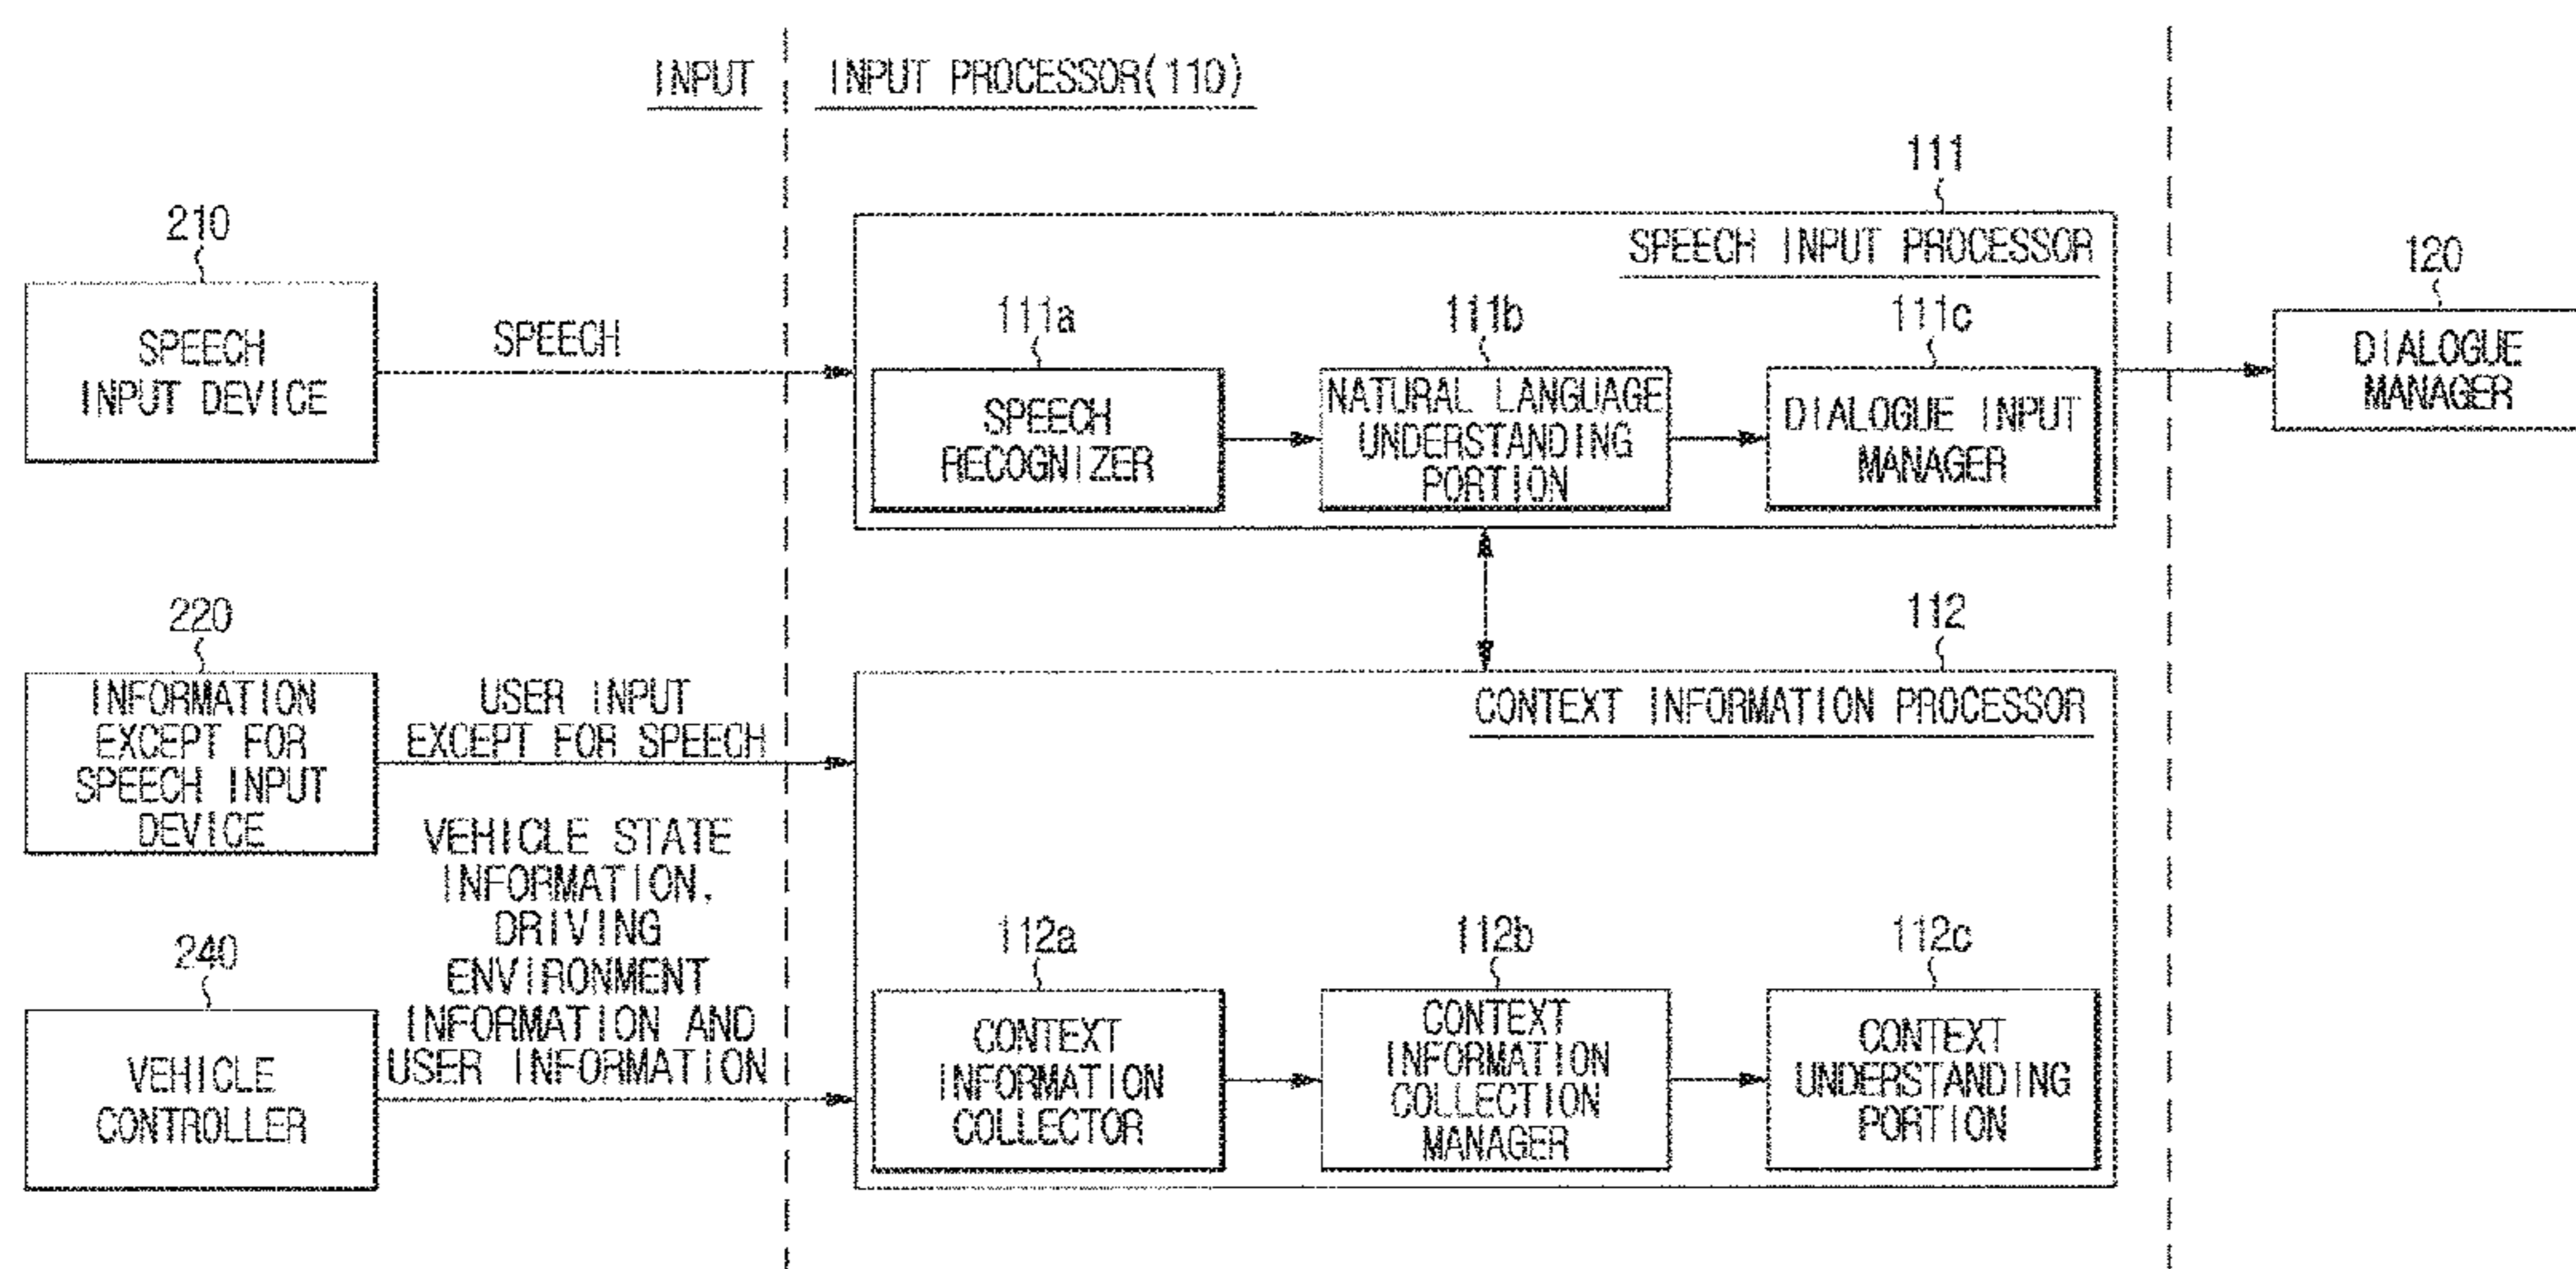 INPUT
INPUT PROCESSOR(110)
111
SPEECH INPUT PROCESSOR
210
SPEECH
INPUT DEVICE
SPEECH
111a
SPEECH
RECOGNIZER
111b
NATURAL LANGUAGE
UNDERSTANDING
PORTION
111c
DIALOGUE INPUT
MANAGER
120
DIALOGUE
MANAGER
220
INFORMATION
EXCEPT FOR
SPEECH INPUT
DEVICE
USER INPUT
EXCEPT FOR SPEECH
112
CONTEXT INFORMATION PROCESSOR
240
VEHICLE
CONTROLLER
VEHICLE STATE
INFORMATION,
DRIVING
ENVIRONMENT
INFORMATION AND
USER INFORMATION
112a
CONTEXT
INFORMATION
COLLECTOR
112b
CONTEXT
INFORMATION
COLLECTION
MANAGER
112c
CONTEXT
UNDERSTANDING
PORTION